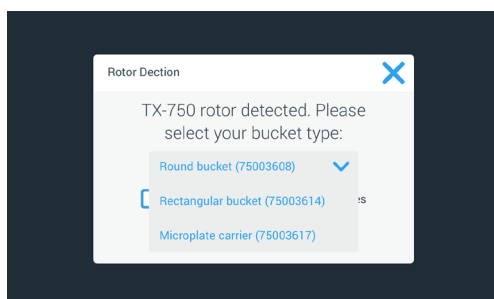 Rotor Dection
TX-750 rotor detected. Please
select your bucket type:
Round bucket (75003608)
Rectangular bucket (75003614)
Microplate carrier (75003617)